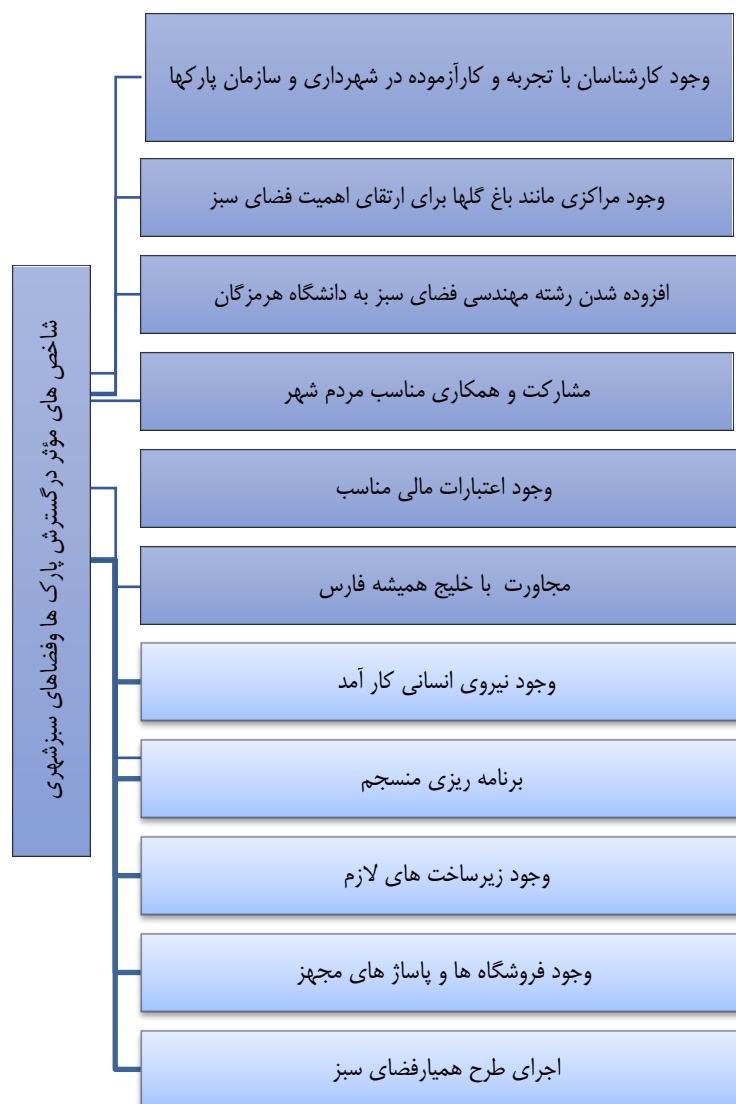 شاخص های مؤثر درگسترش پارک ها وفضاهای سبزشهری
وجود کارشناسان با تجربه و کارآزموده در شهرداری و سازمان پارکها
وجود مراکزی مانند باغ گلها برای ارتقای اهمیت فضای سبز
افزوده شدن رشته مهندسی فضای سبز به دانشگاه هرمزگان
مشارکت و همکاری مناسب مردم شهر
وجود اعتبارات مالی مناسب
مجاورت با خلیج همیشه فارس
وجود نیروی انسانی کار آمد
برنامه ریزی منسجم
وجود زیرساخت های لازم
وجود فروشگاه ها و پاساژ های مجهز
اجرای طرح همیارفضای سبز